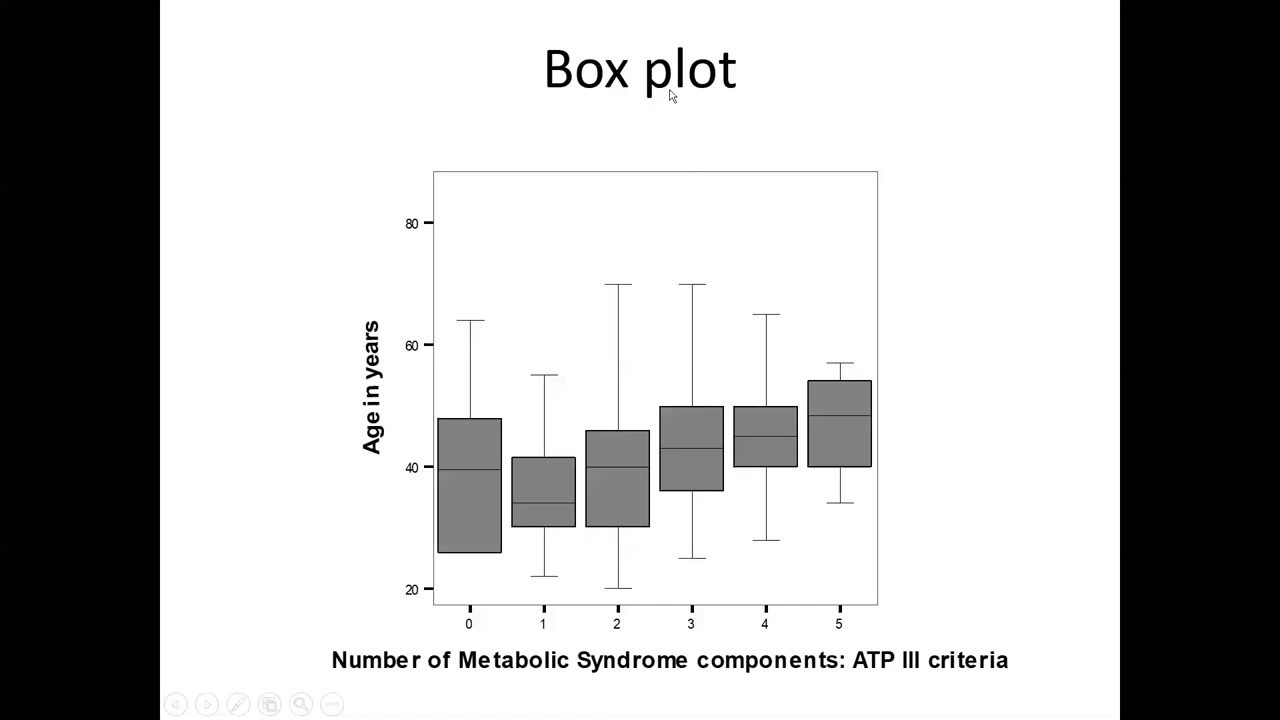 Box plot
80
60
40
20
Age in years
0 1 2 3 4 5
Number of Metabolic Syndrome components: ATP III criteria